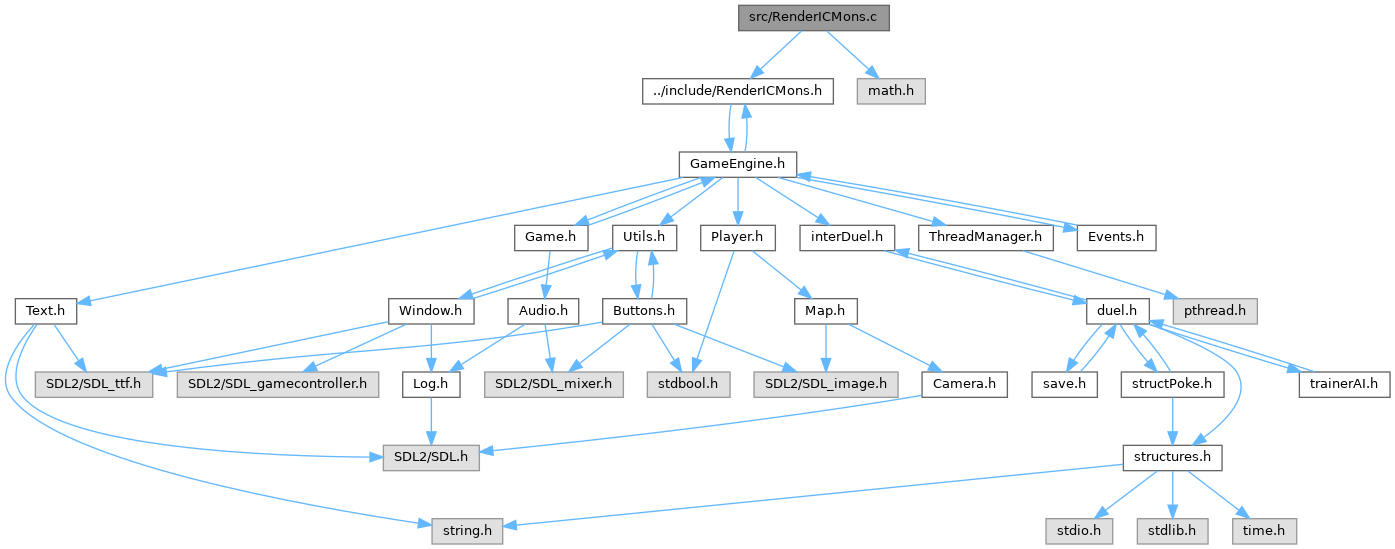 src/RenderICMons.c
../include/RenderICMons.h
math.h
GameEngine.h
Game.h
Utils.h
Player.h
interDuel.h
ThreadManager.h
Events.h
Text.h
Window.h
Audio.h
Buttons.h
Map.h
duel.h
pthread.h
SDL2/SDL_ttf.h
SDL2/SDL_gamecontroller.h
Log.h
SDL2/SDL_mixer.h
stdbool.h
SDL2/SDL_image.h
Camera.h
save.h
structPoke.h
trainerAI.h
SDL2/SDL.h
structures.h
string.h
stdio.h
stdlib.h
time.h